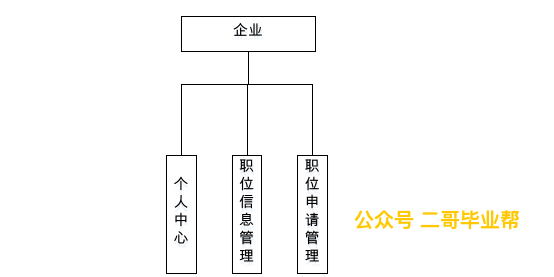 企业
个人中心
职位信息管理
职位申请管理
公众号 二哥毕业帮